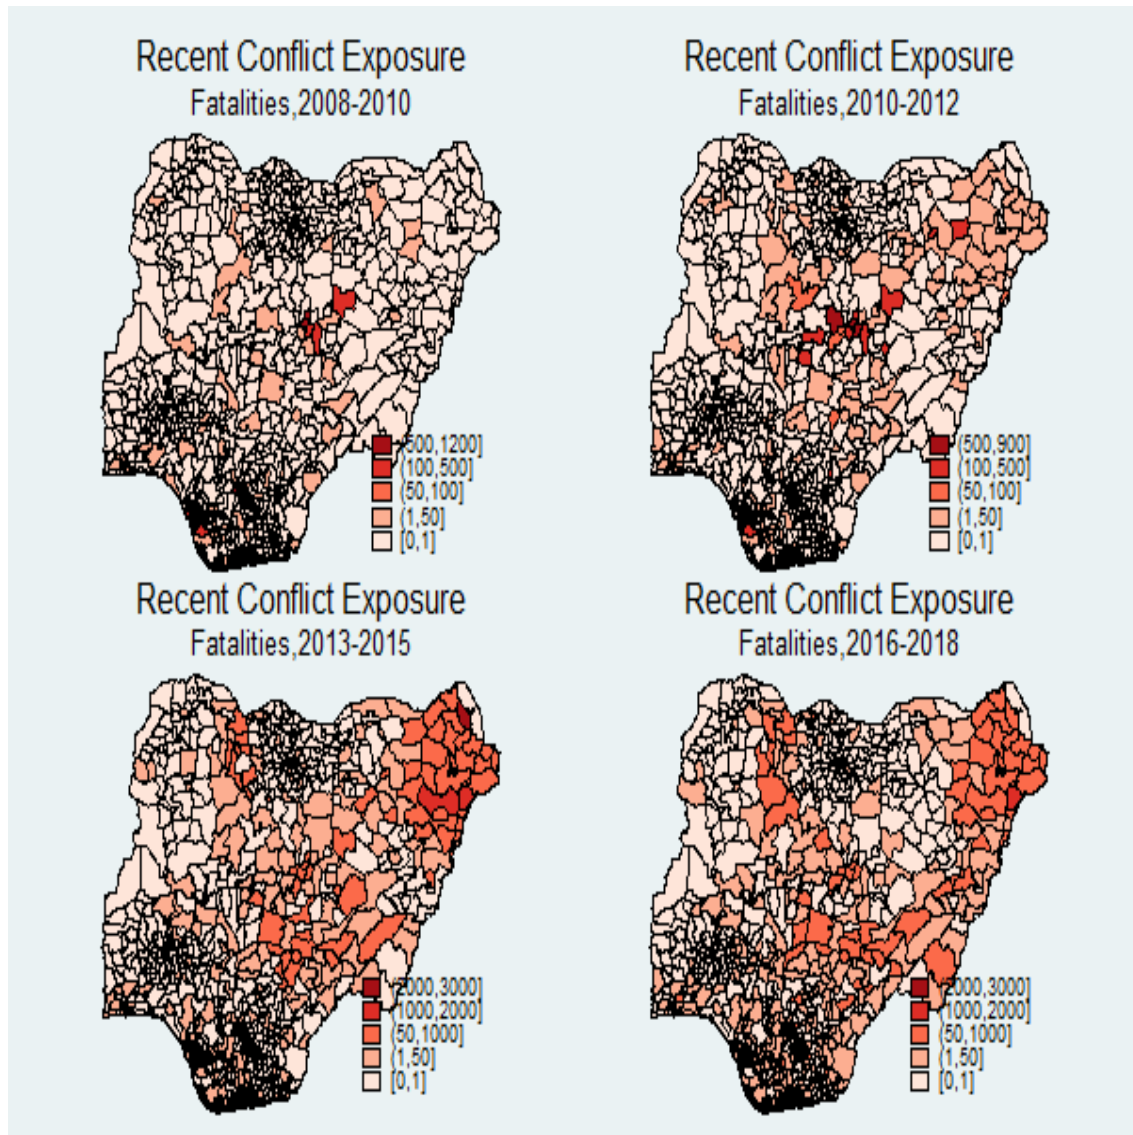 Recent Conflict Exposure
Fatalities,2008-2010
(500,1200]
(100,500]
(50,100]
(1,50]
[0,1]
Recent Conflict Exposure
Fatalities,2010-2012
(500,900]
(100,500]
(50,100]
(1,50]
[0,1]
Recent Conflict Exposure
Fatalities,2013-2015
(2000,3000]
(1000,2000]
(50,1000]
(1,50]
[0,1]
Recent Conflict Exposure
Fatalities,2016-2018
(2000,3000]
(1000,2000]
(50,1000]
(1,50]
[0,1]